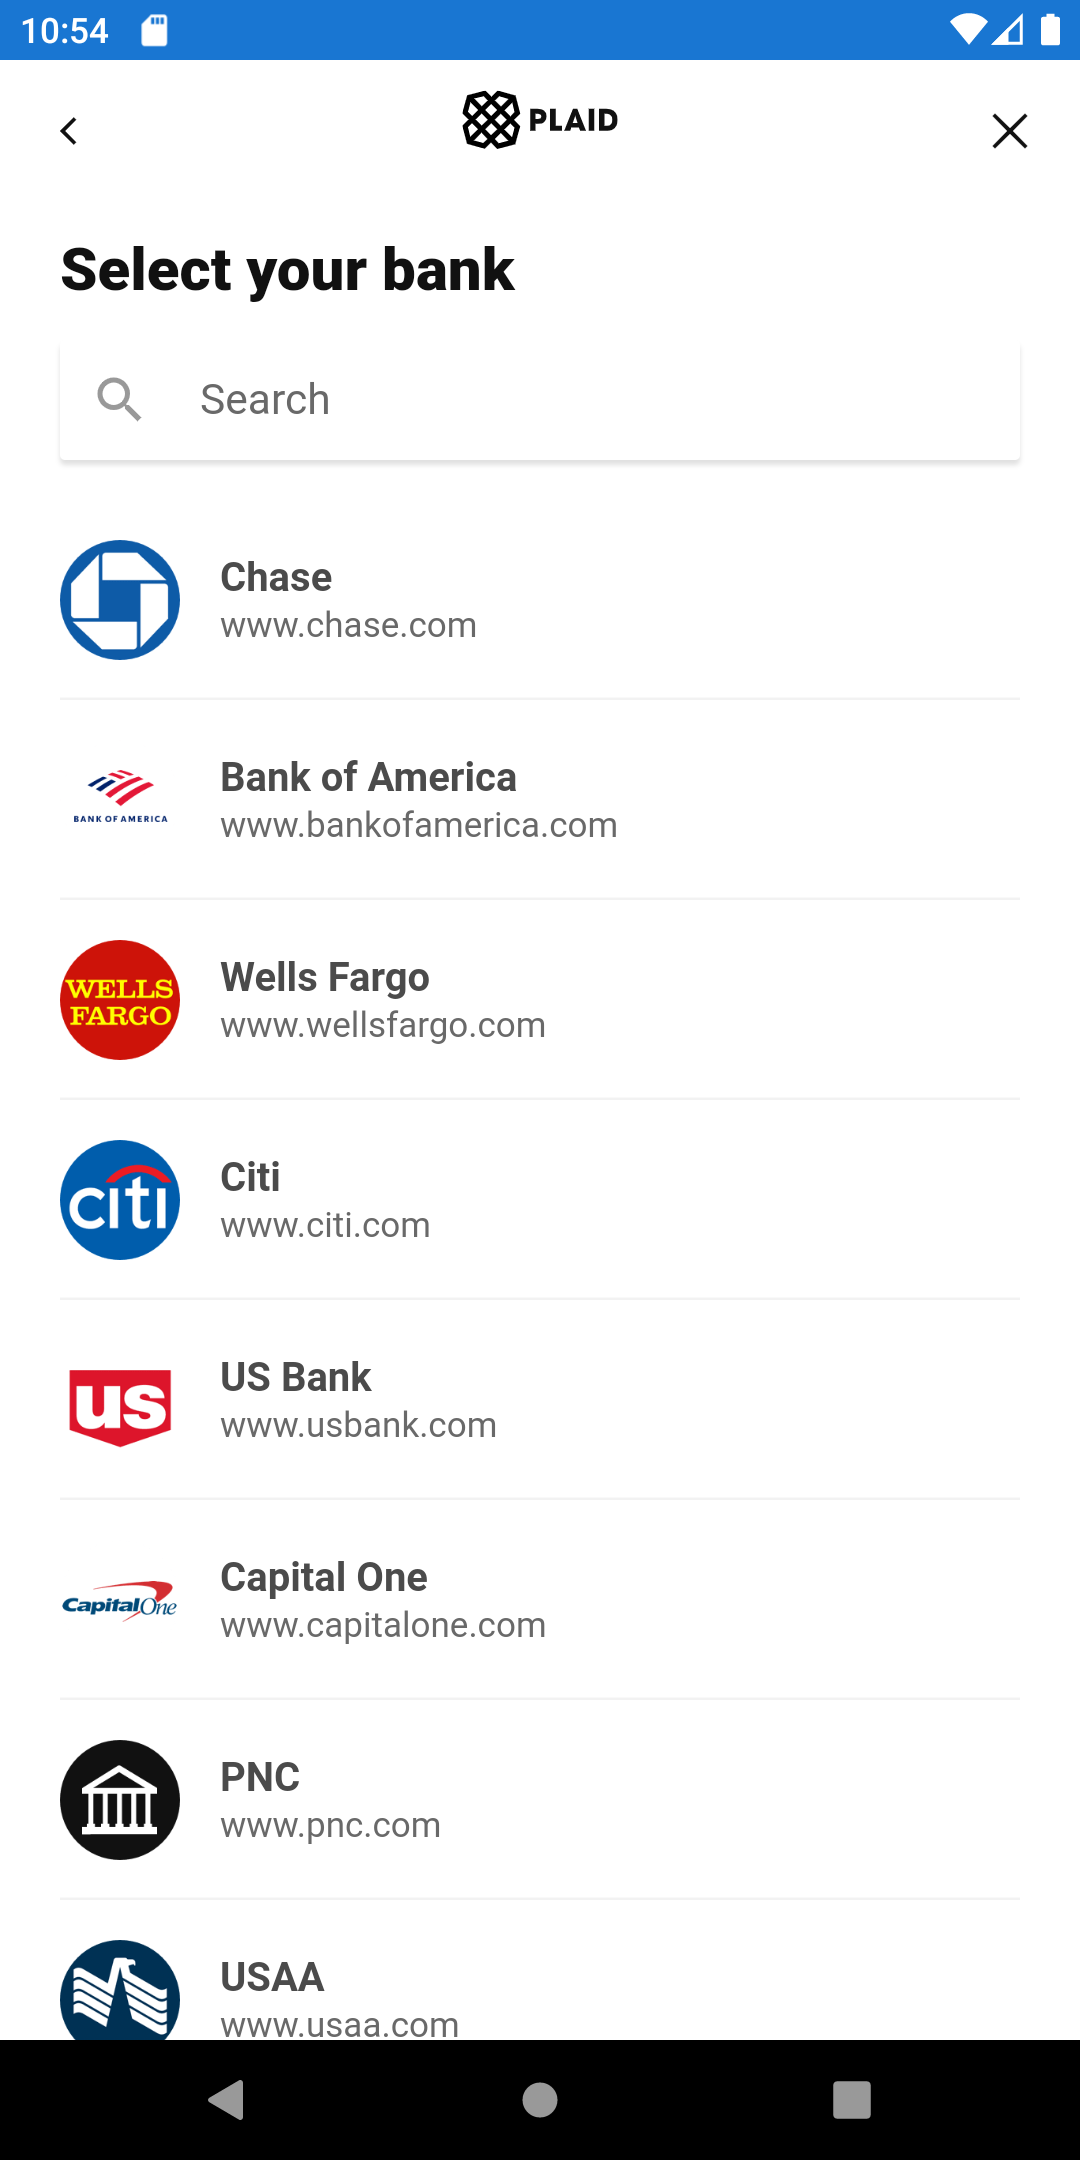 10:54
PLAID
Select your bank
Search
Chase
www.chase.com
BANK OF AMERICA
Bank of America
www.bankofamerica.com
WELLS
FARGO
Wells Fargo
www.wellsfargo.com
citi
Citi
www.citi.com
us
US Bank
www.usbank.com
CapitalOne
Capital One
www.capitalone.com
PNC
www.pnc.com
USAA
www.usaa.com